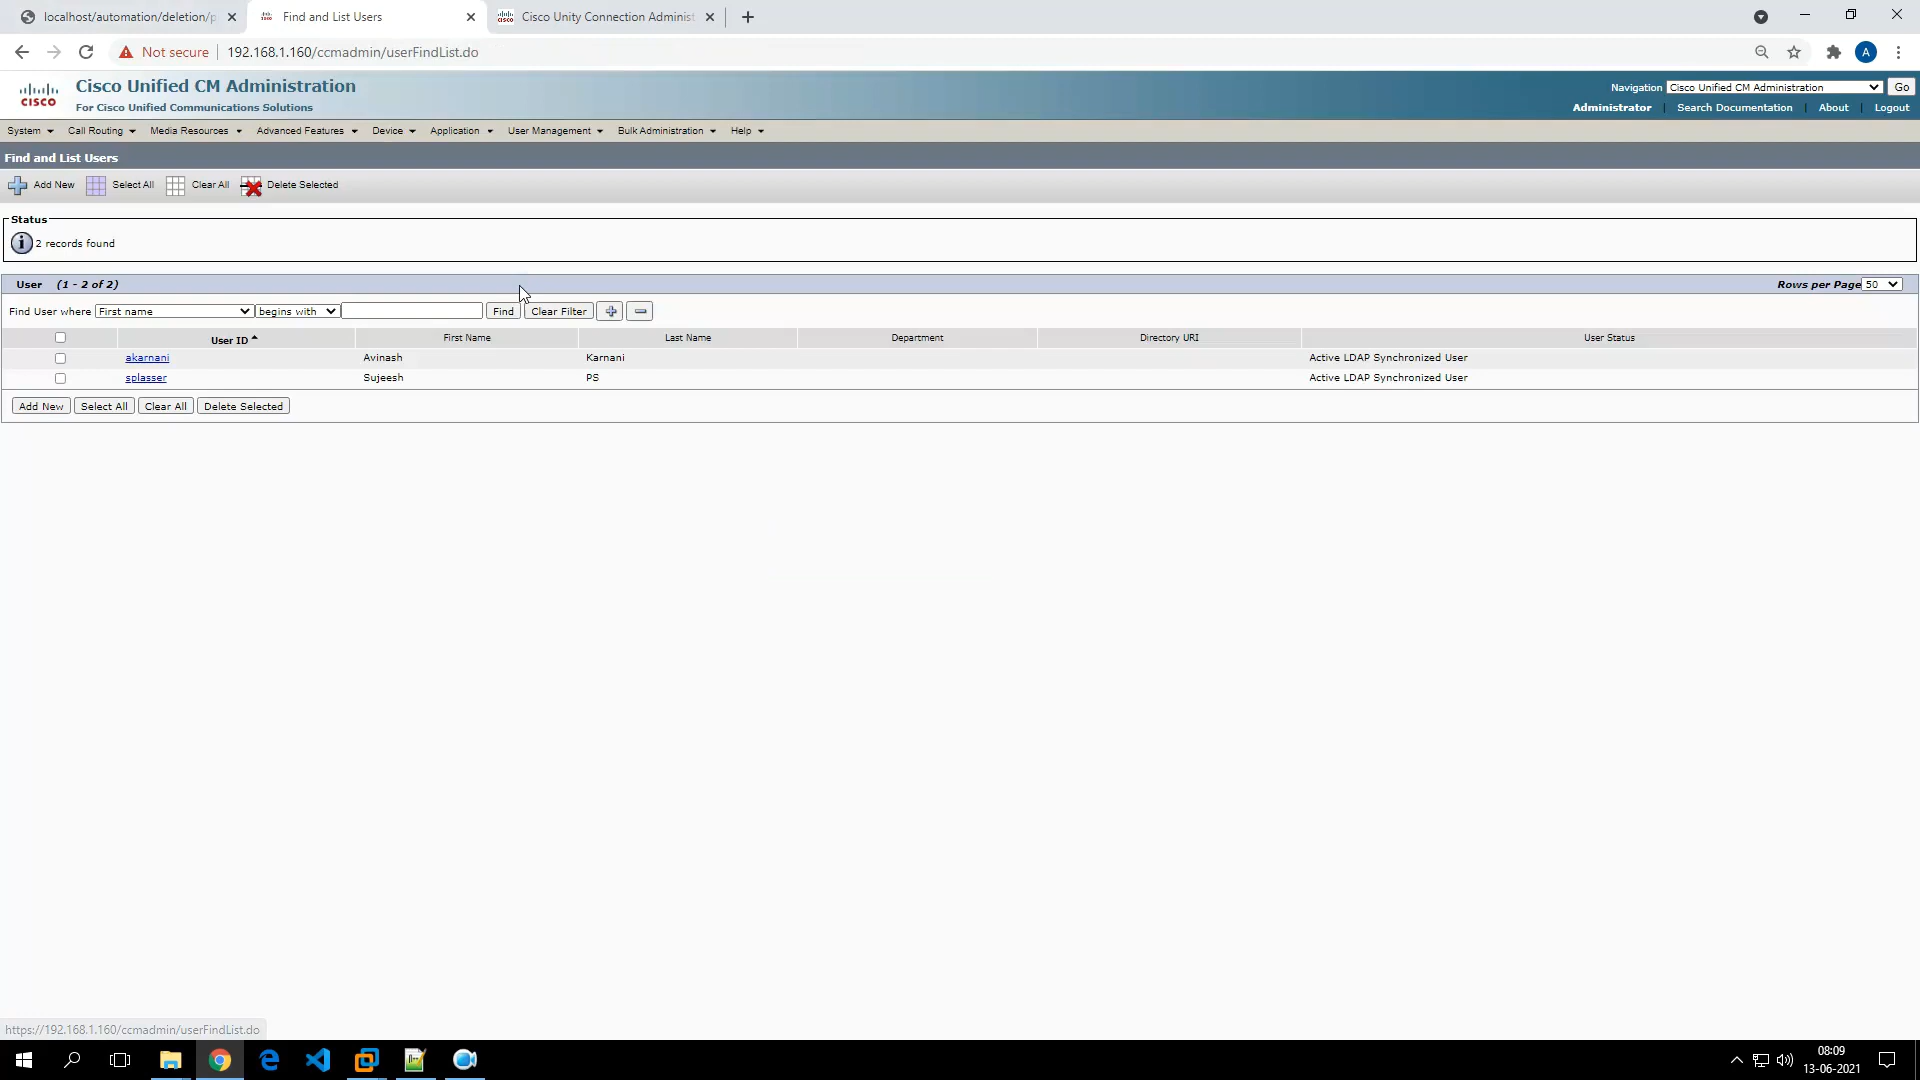 localhost/automation/deletion/p
Find and List Users
Cisco Unity Connection Administ
Not secure
192.168.1.160/ccmadmin/userFindList.do
A
CISCO
Cisco Unified CM Administration
For Cisco Unified Communications Solutions
Navigation Cisco Unified CM Administration Go
Administrator | Search Documentation | About | Logout
System Call Routing Media Resources Advanced Features Device Application User Management Bulk Administration Help
Find and List Users
Add New Select All Clear All Delete Selected
Status
2 records found
User (1 - 2 of 2) Rows per Page 50
Find User where First name begins with Find Clear Filter
User ID First Name Last Name Department Directory URI User Status
akarnani Avinash Karnani Active LDAP Synchronized User
splasser Sujeesh PS Active LDAP Synchronized User
Add New Select All Clear All Delete Selected
https://192.168.1.160/ccmadmin/userFindList.do
08:09
13-06-2021